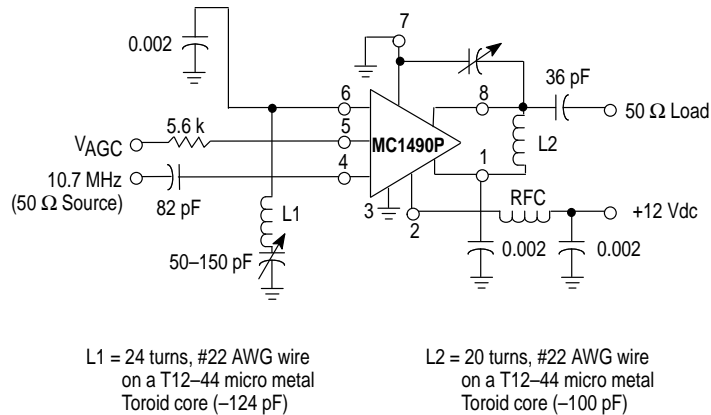 7
0.002
36 pF
6
8
50 Ω Load
5.6 k
5
VAGC
MC1490P
L2
10.7 MHz
4
1
(50 Ω Source)
82 pF
L1
3
RFC
2
+12 Vdc
50–150 pF
0.002
0.002
L1 = 24 turns, #22 AWG wire
on a T12–44 micro metal
Toroid core (–124 pF)
L2 = 20 turns, #22 AWG wire
on a T12–44 micro metal
Toroid core (–100 pF)